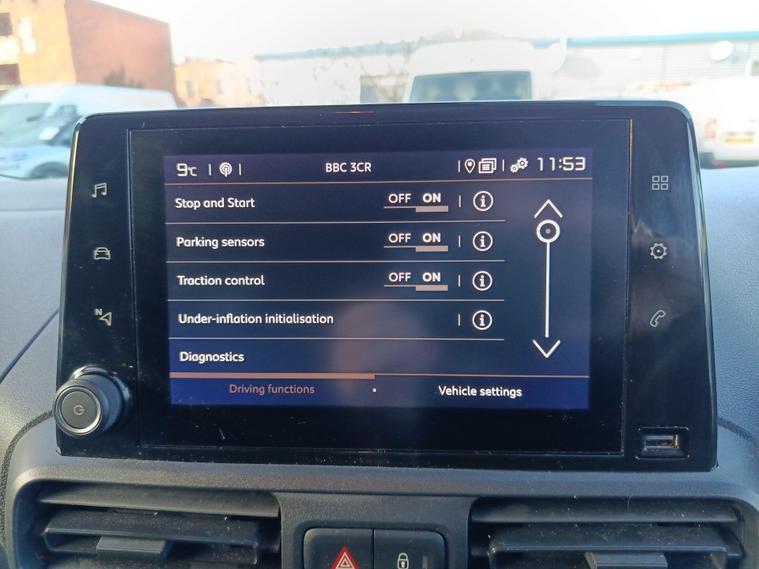 9°C BBC 3CR 11:53
Stop and Start OFF ON
Parking sensors OFF ON
Traction control OFF ON
Under-inflation initialisation
Diagnostics
Driving functions Vehicle settings
N